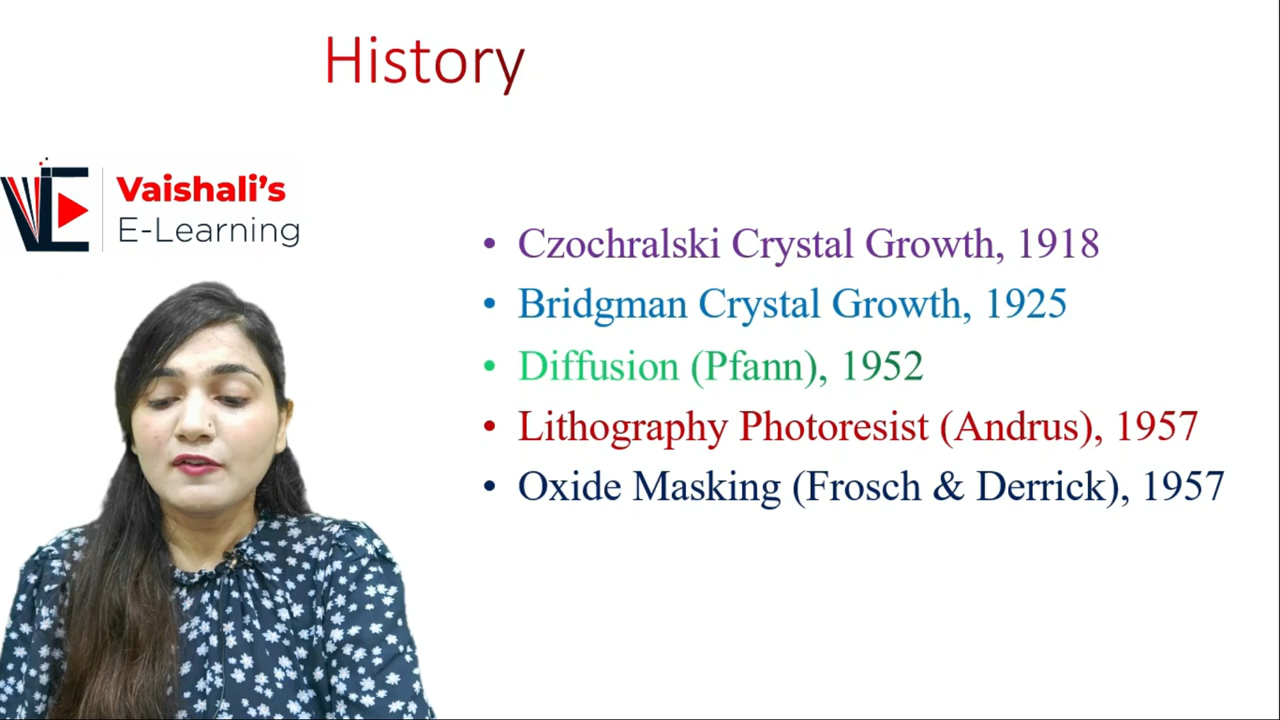 History
Vaishali's
E-Learning
• Czochralski Crystal Growth, 1918
• Bridgman Crystal Growth, 1925
• Diffusion (Pfann), 1952
• Lithography Photoresist (Andrus), 1957
• Oxide Masking (Frosch & Derrick), 1957